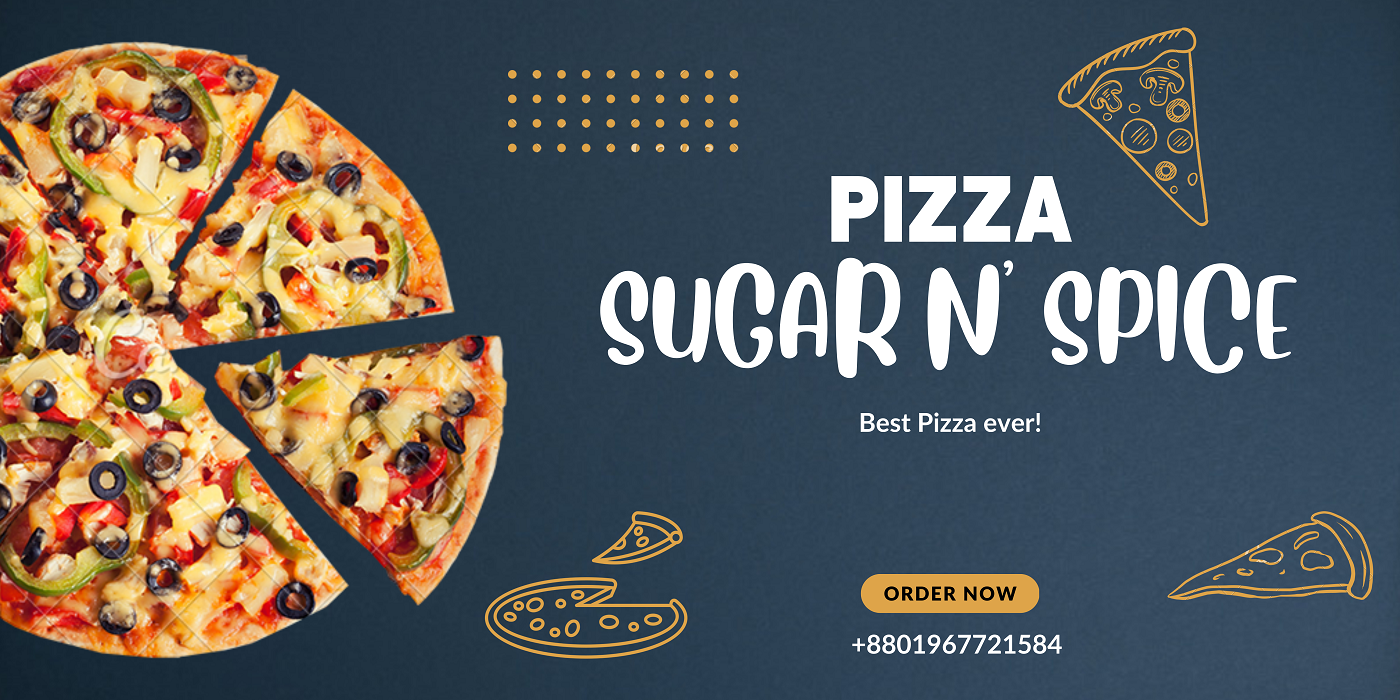 PIZZA
SUGAR N' SPICE
Best Pizza ever!
ORDER NOW
+8801967721584